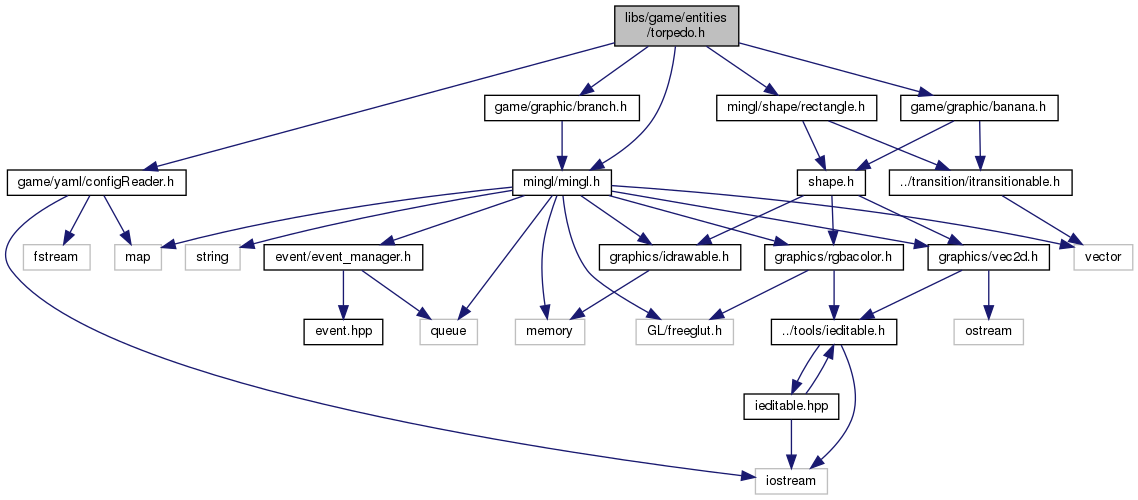 libs/game/entities
/torpedo.h
game/graphic/branch.h
mingl/shape/rectangle.h
game/graphic/banana.h
game/yaml/configReader.h
mingl/mingl.h
shape.h
../transition/itransitionable.h
fstream
map
string
event/event_manager.h
graphics/idrawable.h
graphics/rgbacolor.h
graphics/vec2d.h
vector
event.hpp
queue
memory
GL/freeglut.h
../tools/ieditable.h
ostream
ieditable.hpp
iostream